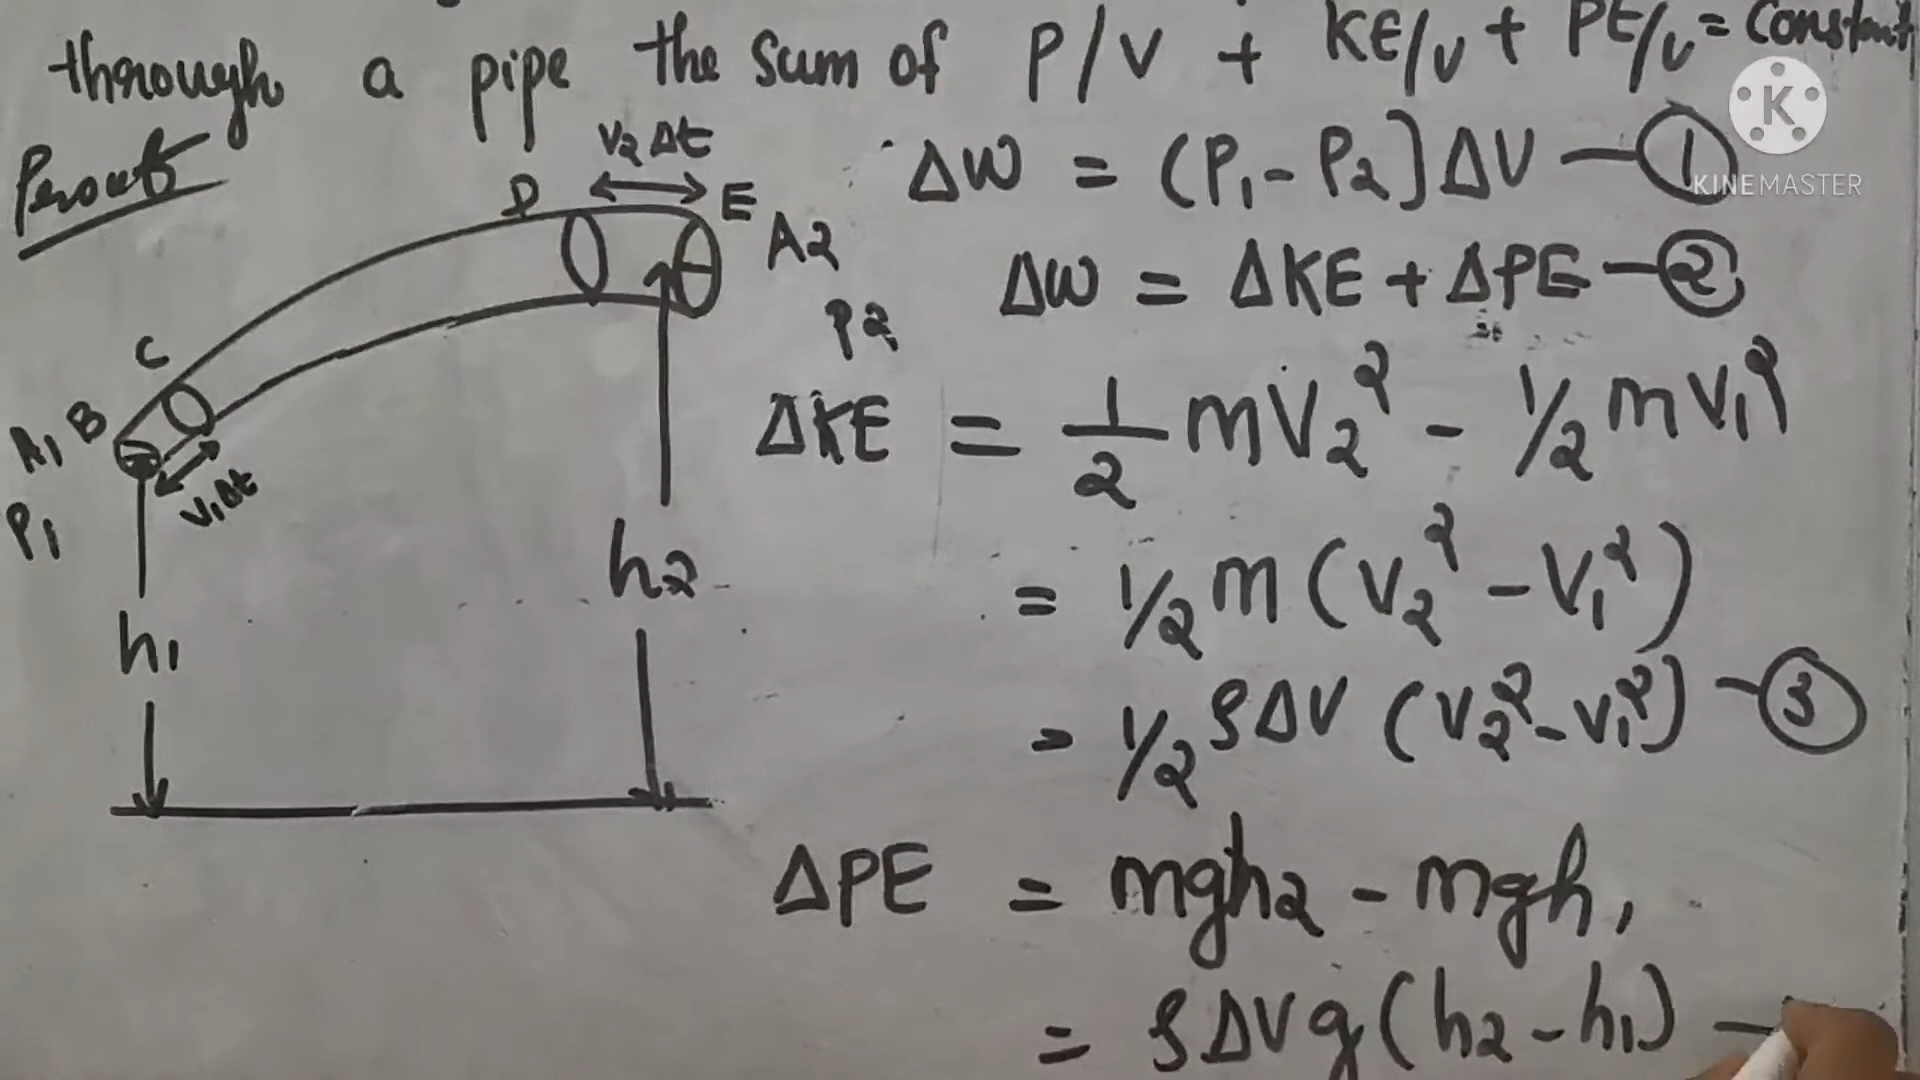 through a pipe the sum of P/V + KE/V + PE/V = Constant
Proof
V2 Δt
D
E
A2
P2
C
B
A1
P1
V1Δt
h1
h2
ΔW = (P1 - P2) ΔV — 1
ΔW = ΔKE + ΔPE — 2
ΔKE = 1/2 mV2² - 1/2 mV1²
= 1/2 m (V2² - V1²)
= 1/2 ρΔV (V2² - V1²) — 3
ΔPE = mgh2 - mgh1
= ρΔVg (h2 - h1) —
K
KINEMASTER